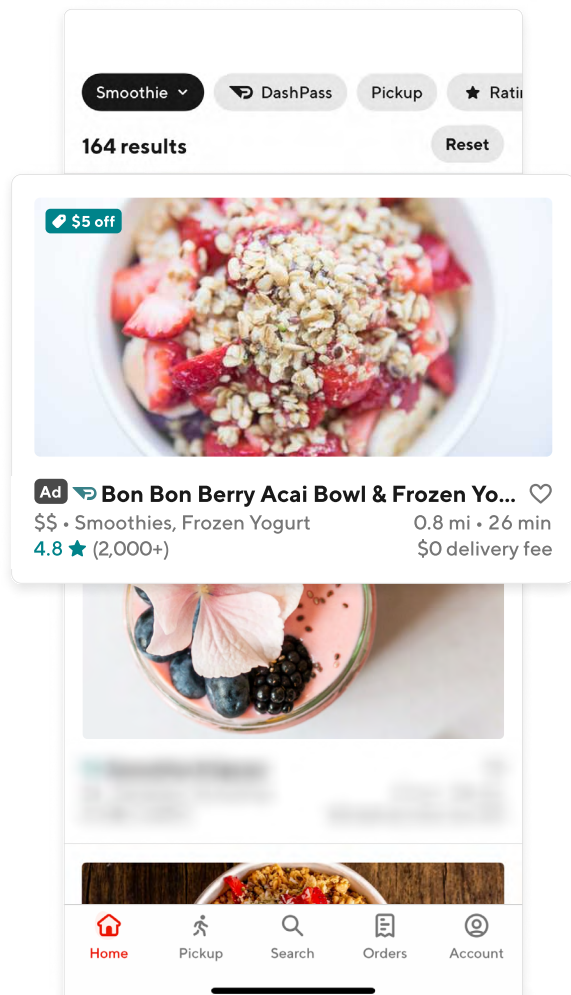 Smoothie DashPass Pickup Ratin
164 results Reset
$5 off
Ad Bon Bon Berry Acai Bowl & Frozen Yo...
$$ • Smoothies, Frozen Yogurt 0.8 mi • 26 min
4.8 ★ (2,000+) $0 delivery fee
Home Pickup Search Orders Account